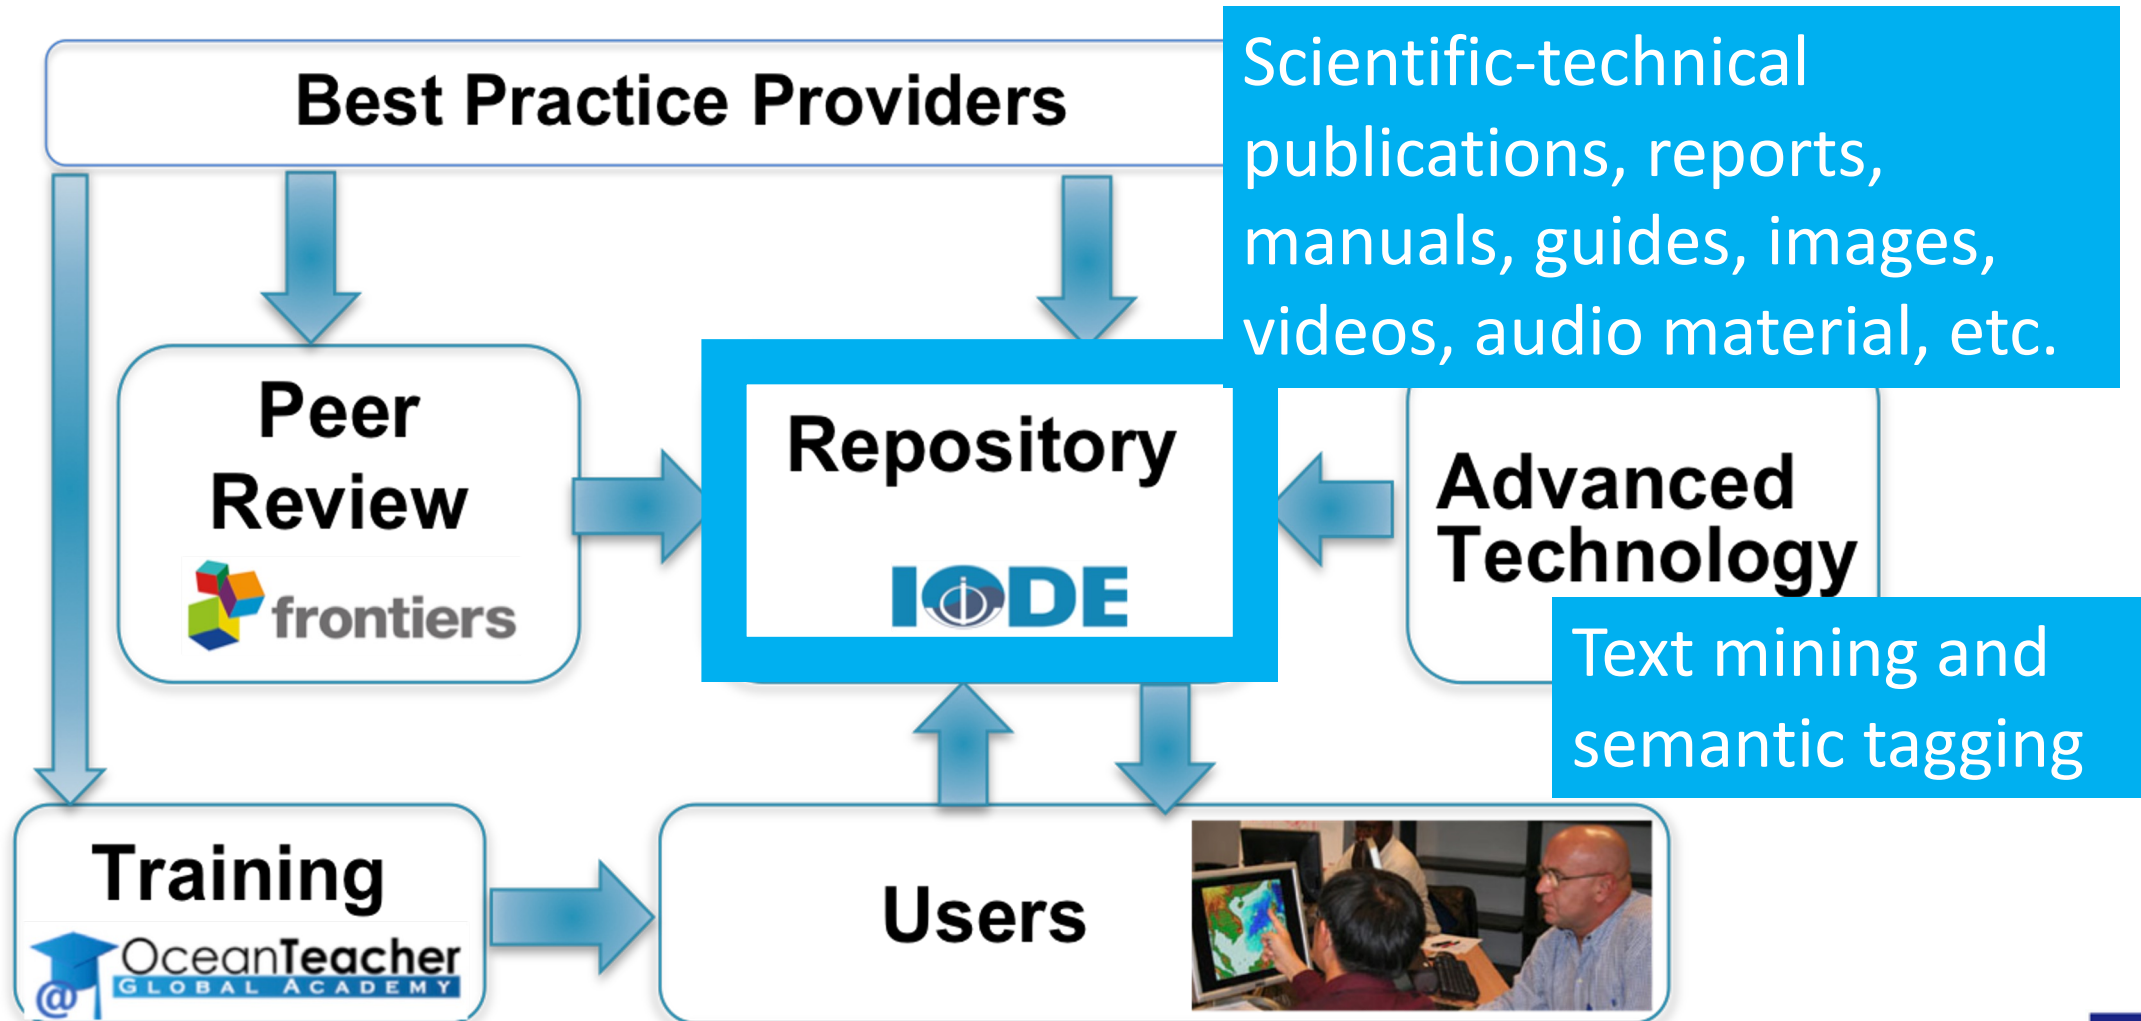 Best Practice Providers
Scientific-technical
publications, reports,
manuals, guides, images,
videos, audio material, etc.
Peer
Review
frontiers
Repository
IODE
Advanced
Technology
Text mining and
semantic tagging
Training
@
OceanTeacher
GLOBAL ACADEMY
Users